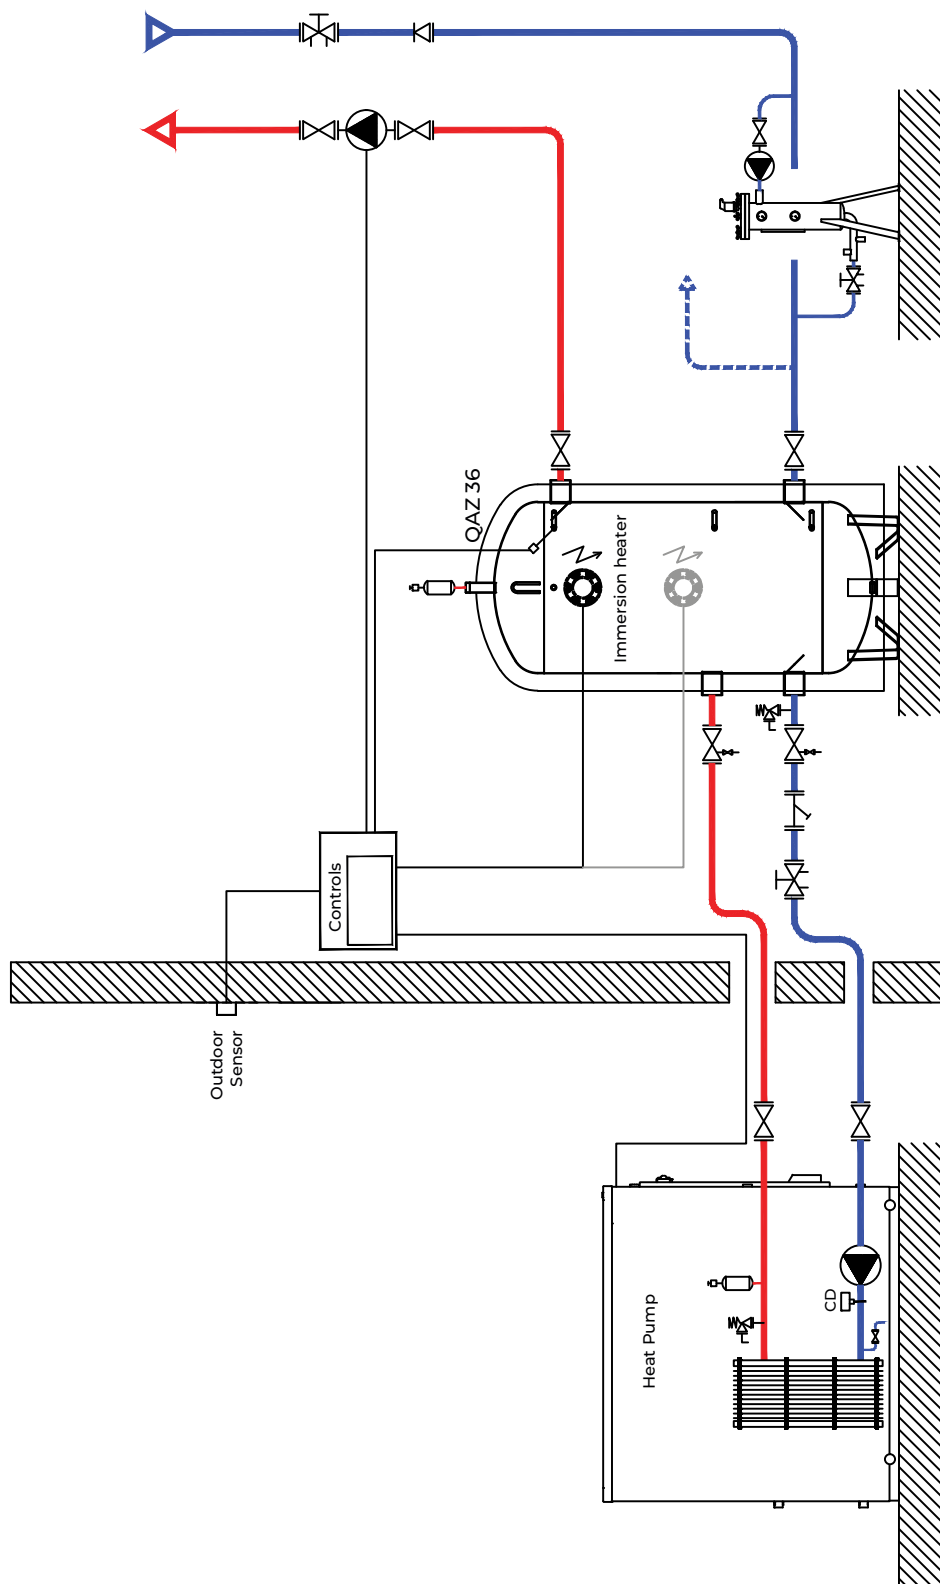 QAZ 36
Immersion heater
Controls
Outdoor
Sensor
Heat Pump
CD